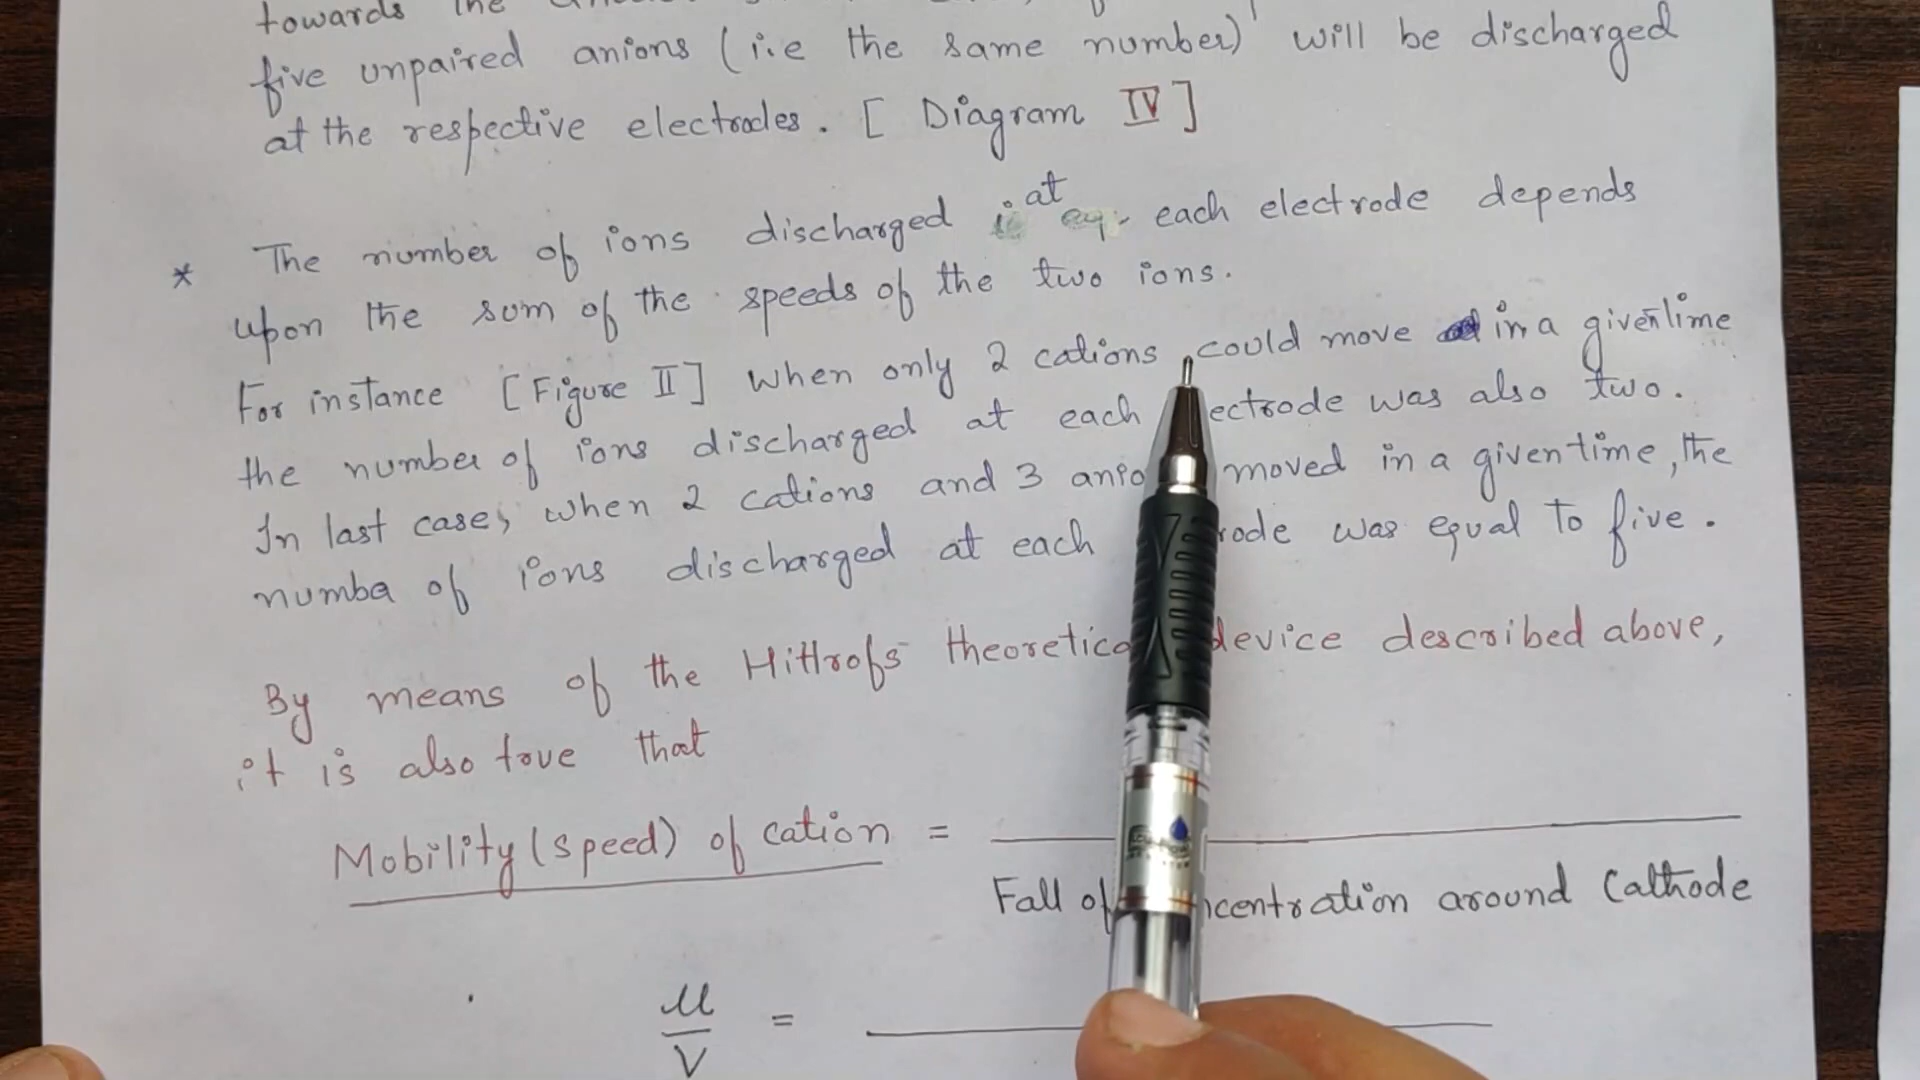 towards the
five unpaired anions (i.e the same number) will be discharged
at the respective electrodes. [ Diagram IV ]
* The number of ions discharged at each electrode depends
upon the sum of the speeds of the two ions.
For instance [Figure II] when only 2 cations could move in a given time
the number of ions discharged at each ectrode was also two.
In last case, when 2 cations and 3 anio moved in a given time, the
numbe of ions discharged at each rode was equal to five.
By means of the Hittrofs theoretica device described above,
it is also true that
Mobility (speed) of cation =
Fall of ncentration around Cathode
u
=
v